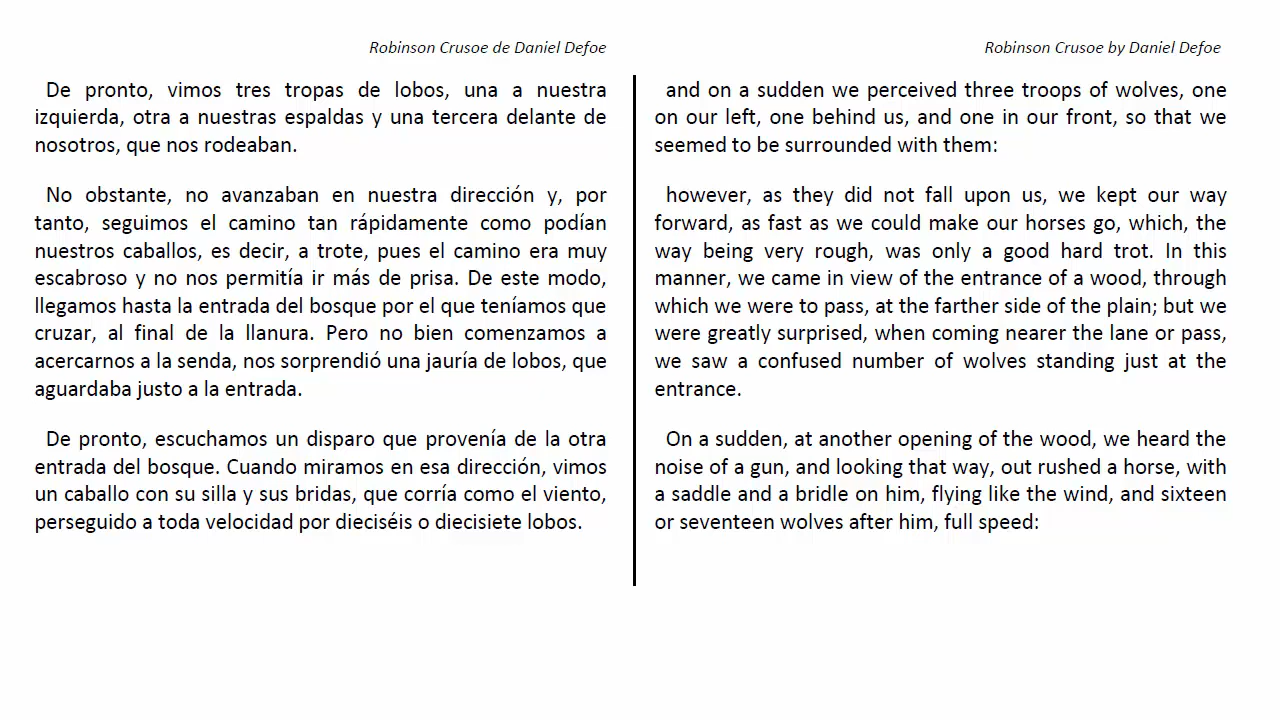 Robinson Crusoe de Daniel Defoe
De pronto, vimos tres tropas de lobos, una a nuestra
izquierda, otra a nuestras espaldas y una tercera delante de
nosotros, que nos rodeaban.
No obstante, no avanzaban en nuestra dirección y, por
tanto, seguimos el camino tan rápidamente como podían
nuestros caballos, es decir, a trote, pues el camino era muy
escabroso y no nos permitía ir más de prisa. De este modo,
llegamos hasta la entrada del bosque por el que teníamos que
cruzar, al final de la llanura. Pero no bien comenzamos a
acercarnos a la senda, nos sorprendió una jauría de lobos, que
aguardaba justo a la entrada.
De pronto, escuchamos un disparo que provenía de la otra
entrada del bosque. Cuando miramos en esa dirección, vimos
un caballo con su silla y sus bridas, que corría como el viento,
perseguido a toda velocidad por dieciséis o diecisiete lobos.
Robinson Crusoe by Daniel Defoe
and on a sudden we perceived three troops of wolves, one
on our left, one behind us, and one in our front, so that we
seemed to be surrounded with them:
however, as they did not fall upon us, we kept our way
forward, as fast as we could make our horses go, which, the
way being very rough, was only a good hard trot. In this
manner, we came in view of the entrance of a wood, through
which we were to pass, at the farther side of the plain; but we
were greatly surprised, when coming nearer the lane or pass,
we saw a confused number of wolves standing just at the
entrance.
On a sudden, at another opening of the wood, we heard the
noise of a gun, and looking that way, out rushed a horse, with
a saddle and a bridle on him, flying like the wind, and sixteen
or seventeen wolves after him, full speed: